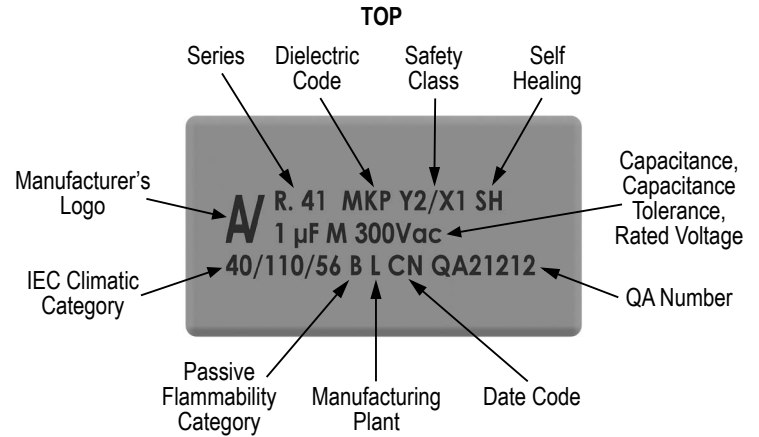 TOP
Series
Dielectric
Code
Safety
Class
Self
Healing
Manufacturer's
Logo
R. 41 MKP Y2/X1 SH
1 µF M 300Vac
40/110/56 B L CN QA21212
Capacitance,
Capacitance
Tolerance,
Rated Voltage
IEC Climatic
Category
QA Number
Passive
Flammability
Category
Manufacturing
Plant
Date Code